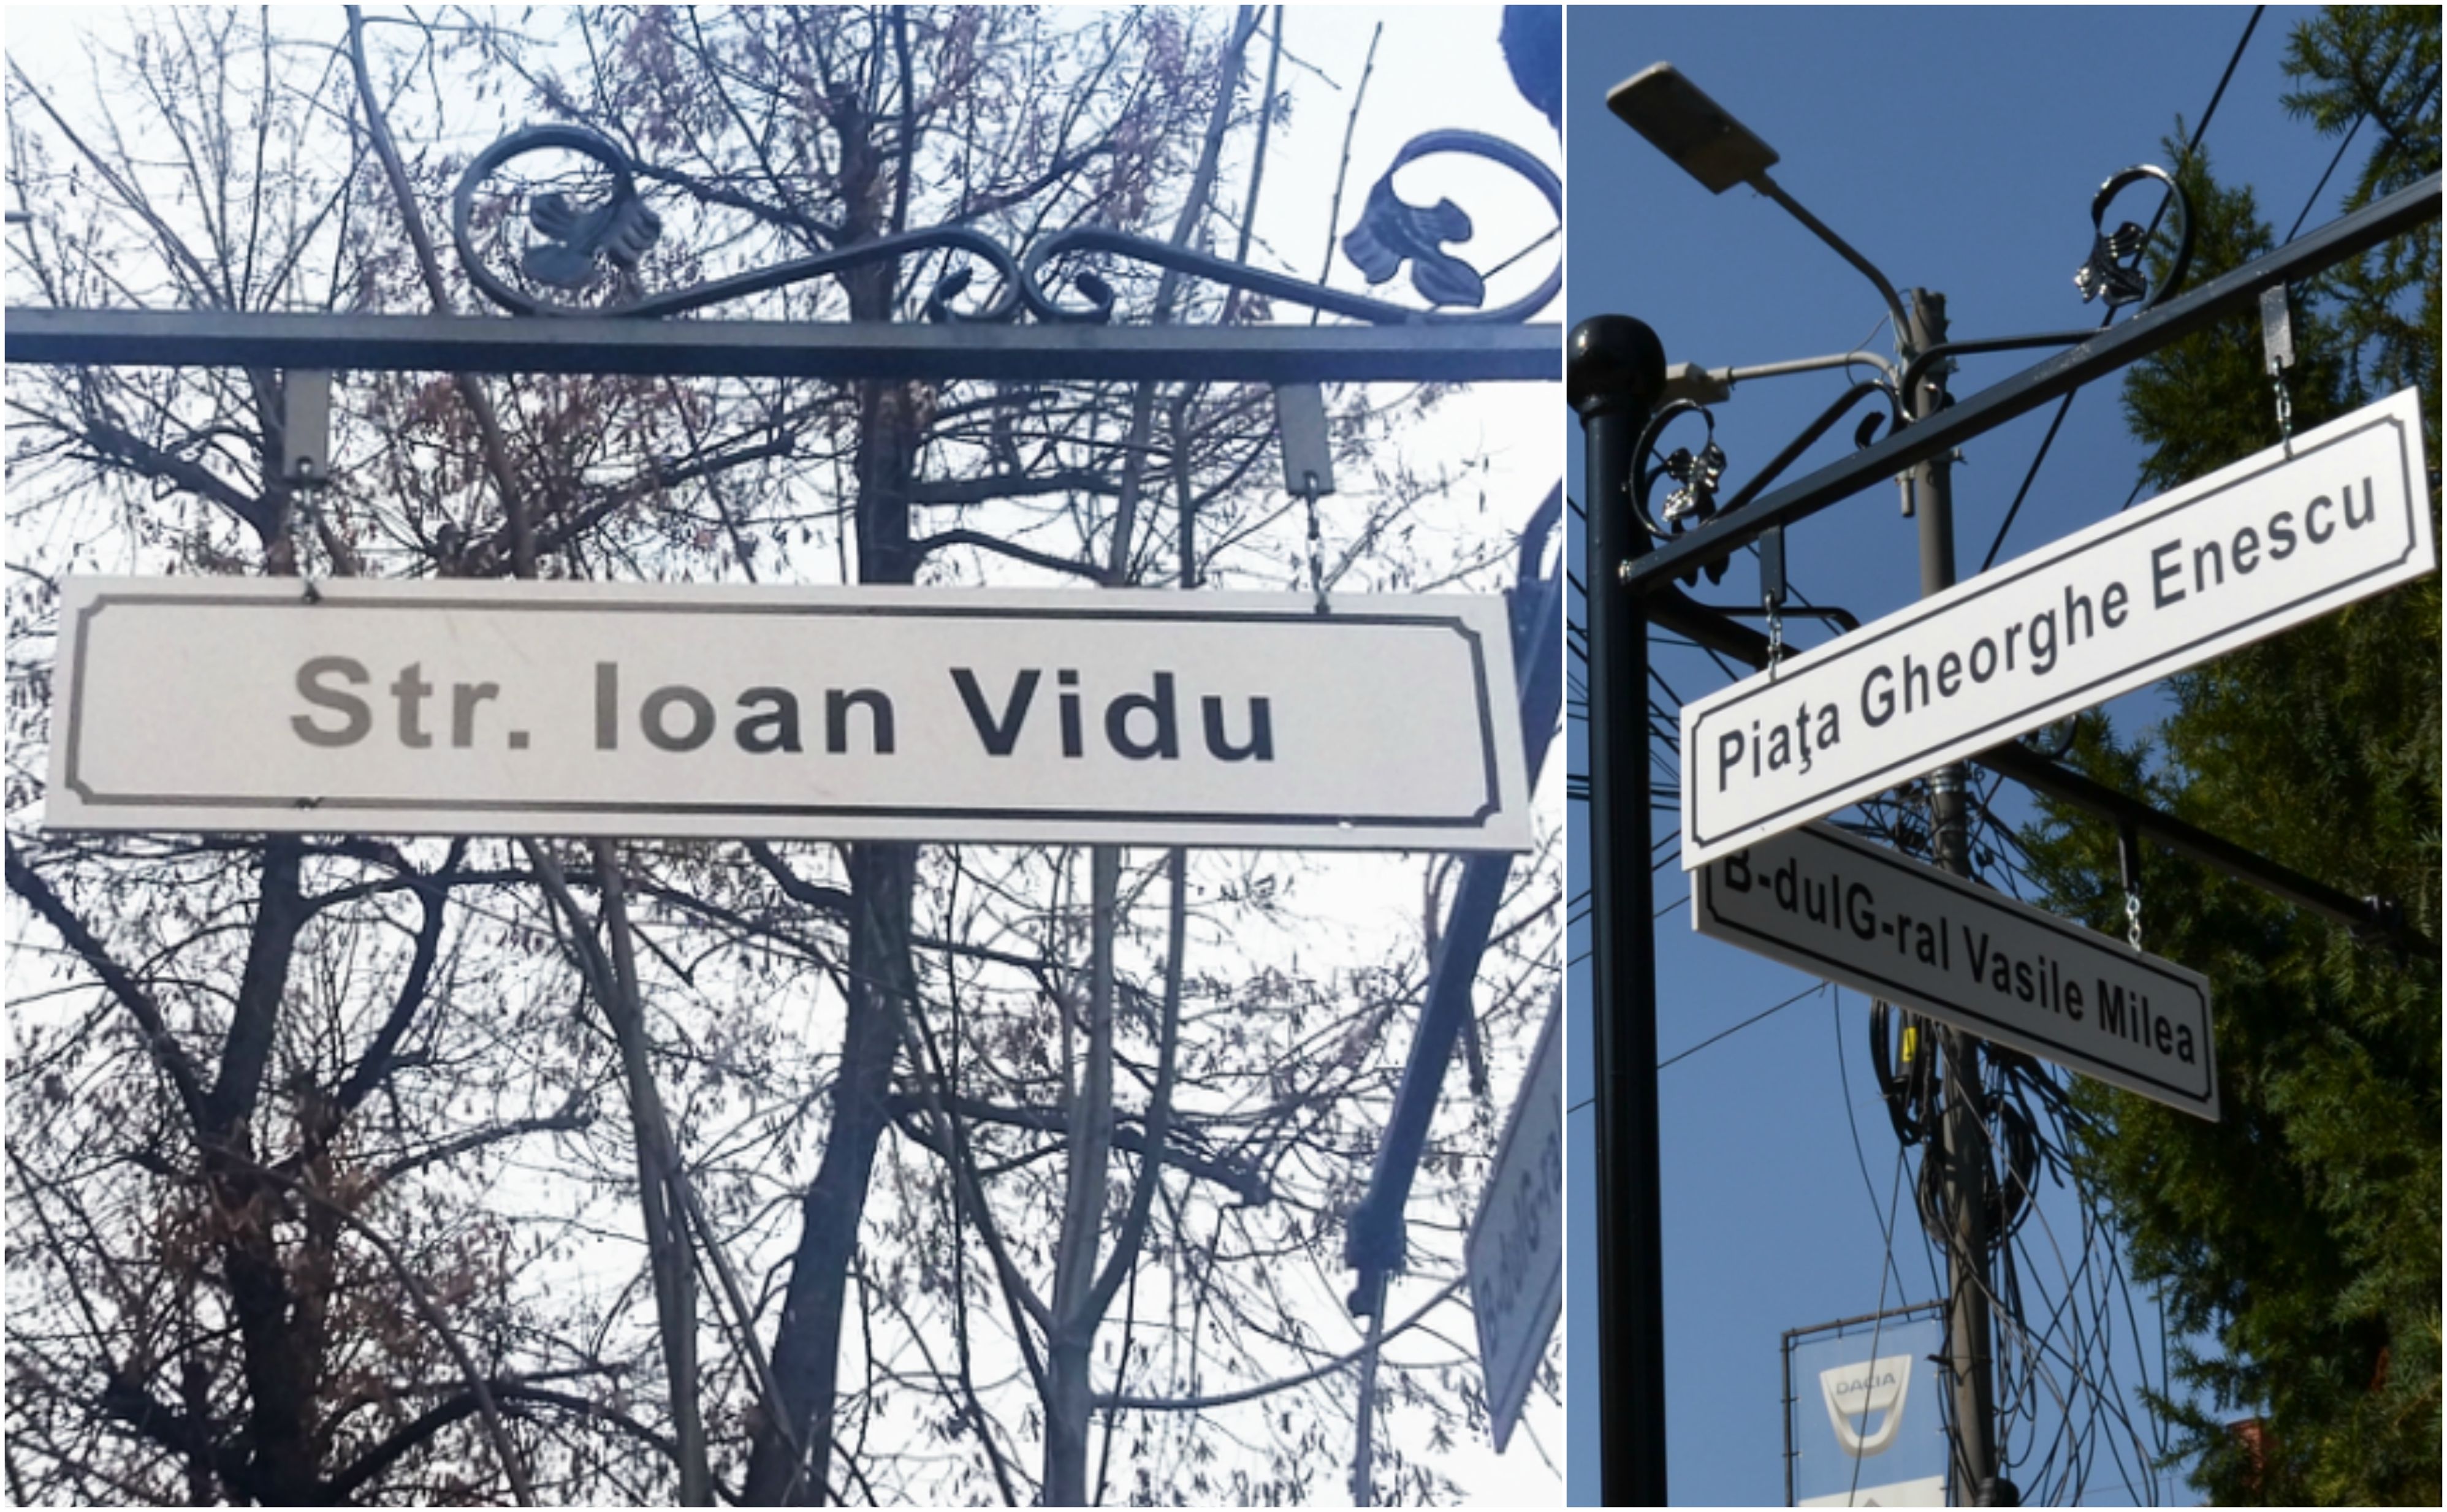 Str. Ioan Vidu
Piaţa Gheorghe Enescu
B-dulG-ral Vasile Milea
DACIA